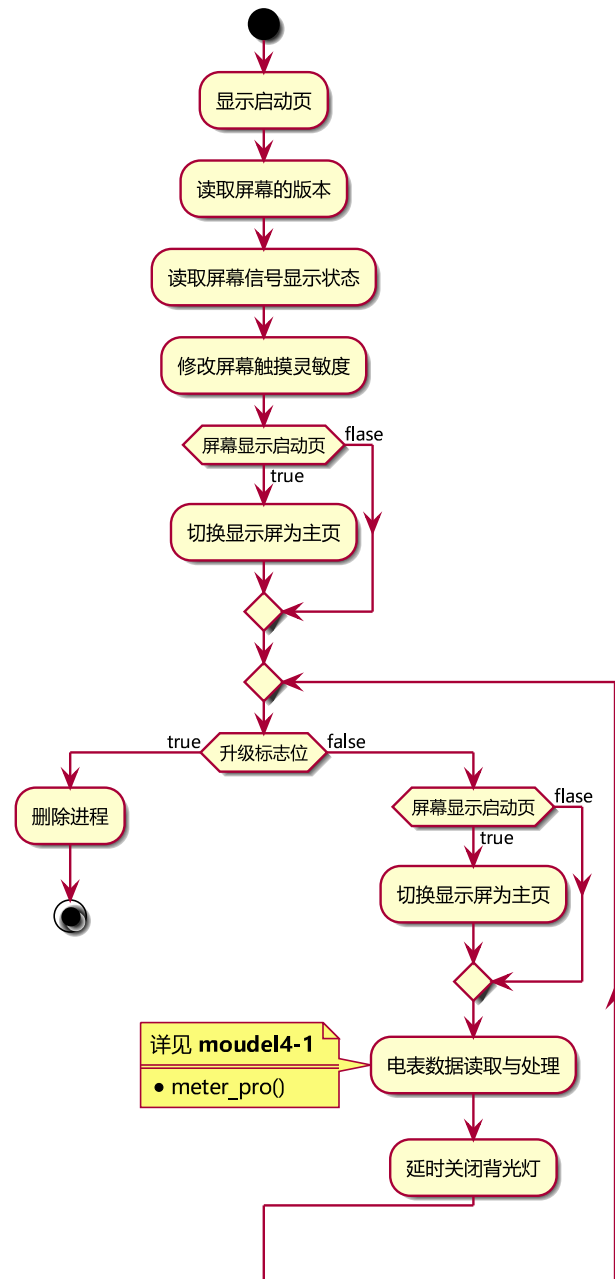 显示启动页
读取屏幕的版本
读取屏幕信号显示状态
修改屏幕触摸灵敏度
屏幕显示启动页
flase
true
切换显示屏为主页
true
升级标志位
false
删除进程
屏幕显示启动页
flase
true
切换显示屏为主页
详见 moudel4-1
• meter_pro()
电表数据读取与处理
延时关闭背光灯